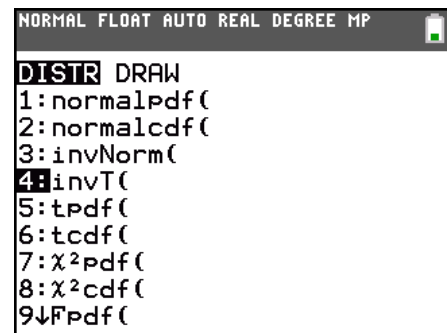 NORMAL FLOAT AUTO REAL DEGREE MP
DISTR DRAW
1:normalpdf(
2:normalcdf(
3:invNorm(
4:invT(
5:tpdf(
6:tcdf(
7:χ²pdf(
8:χ²cdf(
9↓Fpdf(